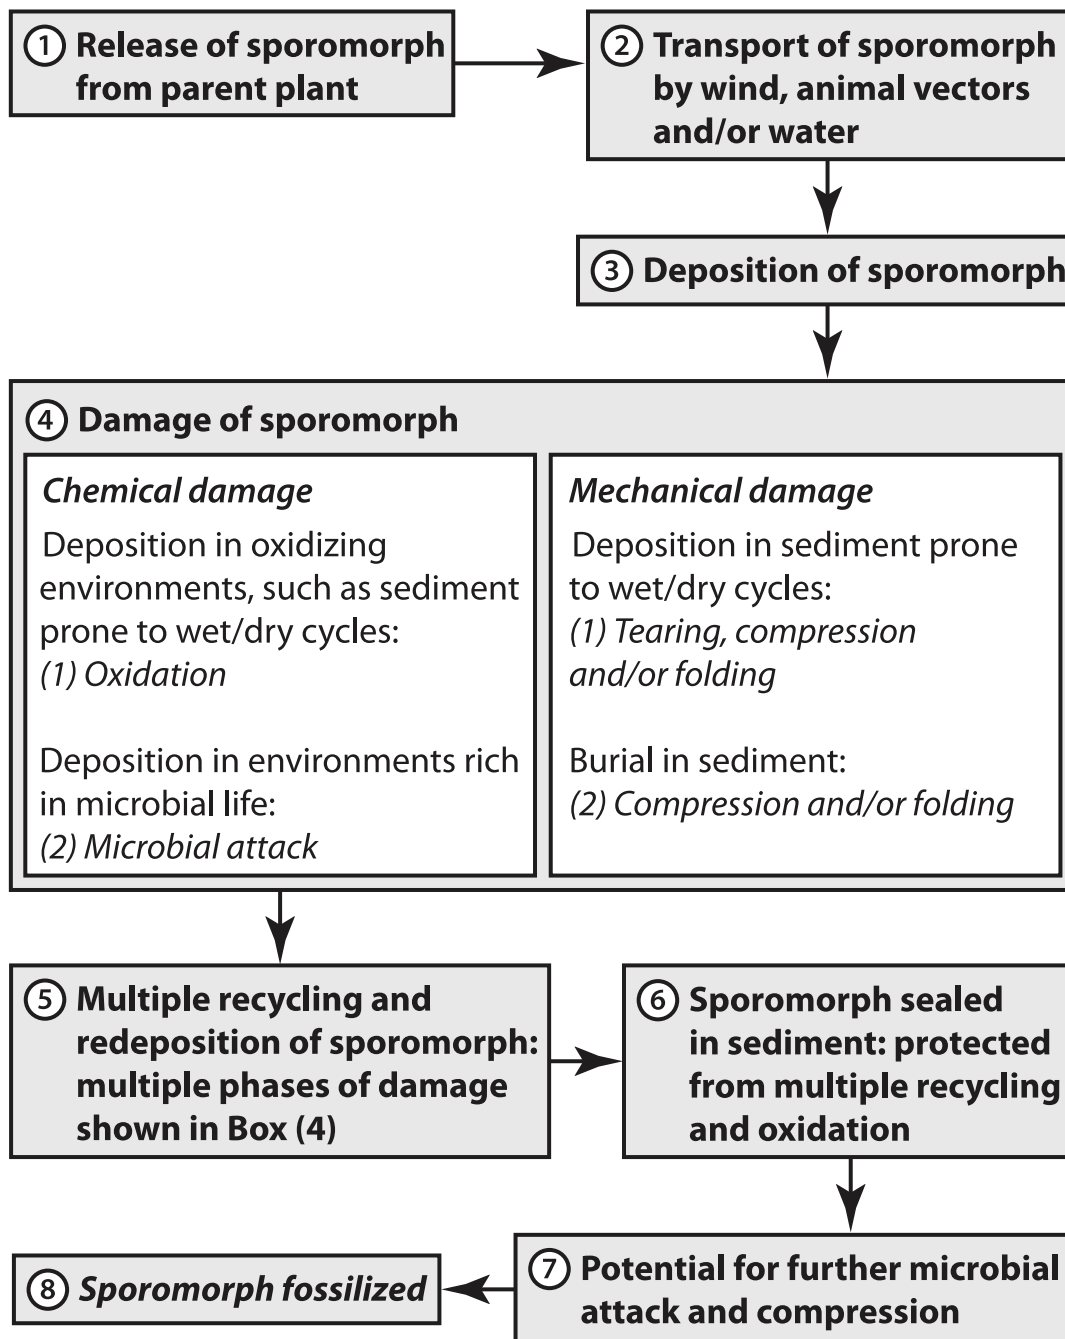 1 Release of sporomorph
from parent plant
2 Transport of sporomorph
by wind, animal vectors
and/or water
3 Deposition of sporomorph
4 Damage of sporomorph
Chemical damage
Deposition in oxidizing
environments, such as sediment
prone to wet/dry cycles:
(1) Oxidation
Deposition in environments rich
in microbial life:
(2) Microbial attack
Mechanical damage
Deposition in sediment prone
to wet/dry cycles:
(1) Tearing, compression
and/or folding
Burial in sediment:
(2) Compression and/or folding
5 Multiple recycling and
redeposition of sporomorph:
multiple phases of damage
shown in Box (4)
6 Sporomorph sealed
in sediment: protected
from multiple recycling
and oxidation
7 Potential for further microbial
attack and compression
8 Sporomorph fossilized